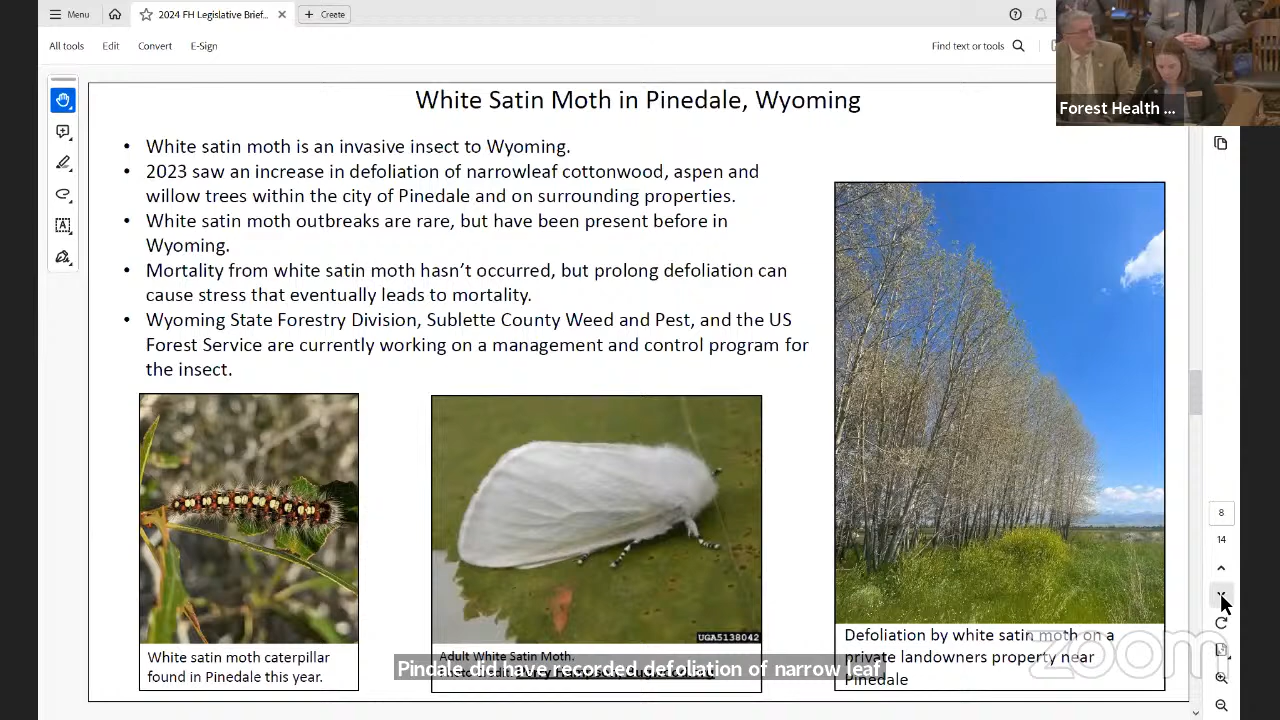 Menu
2024 FH Legislative Brief...
Create
All tools
Edit
Convert
E-Sign
Find text or tools
Forest Health ...
White Satin Moth in Pinedale, Wyoming
• White satin moth is an invasive insect to Wyoming.
• 2023 saw an increase in defoliation of narrowleaf cottonwood, aspen and
willow trees within the city of Pinedale and on surrounding properties.
• White satin moth outbreaks are rare, but have been present before in
Wyoming.
• Mortality from white satin moth hasn't occurred, but prolong defoliation can
cause stress that eventually leads to mortality.
• Wyoming State Forestry Division, Sublette County Weed and Pest, and the US
Forest Service are currently working on a management and control program for
the insect.
UGA5138042
White satin moth caterpillar
found in Pinedale this year.
Adult White Satin Moth.
Defoliation by white satin moth on a
private landowners property near
Pinedale
Pindale did have recorded defoliation of narrow leaf
zoom
8
14